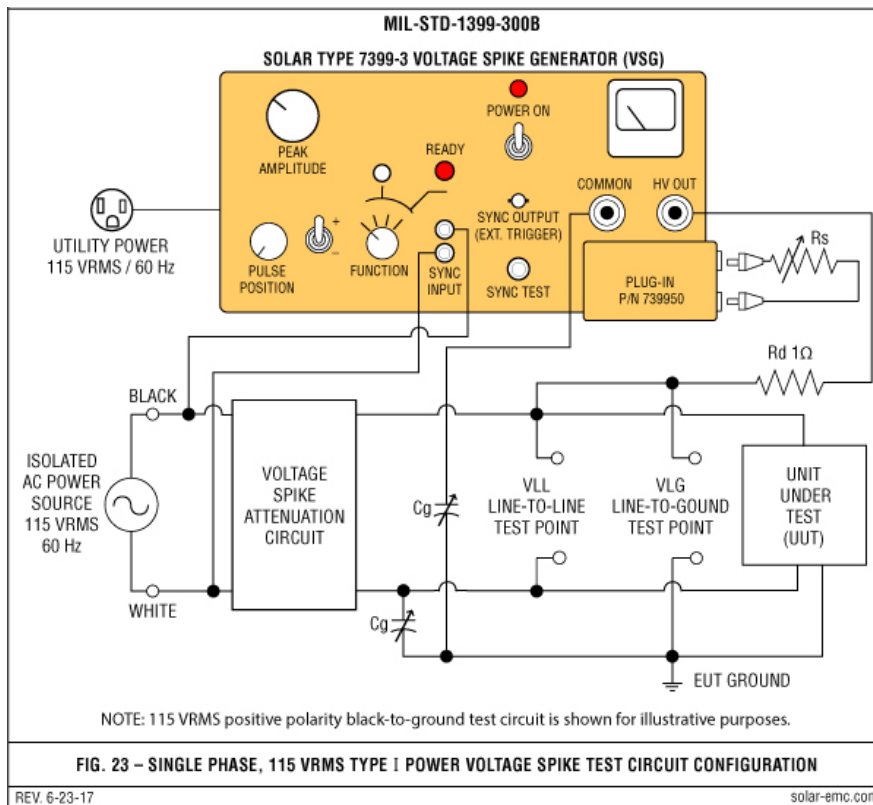 MIL-STD-1399-300B
SOLAR TYPE 7399-3 VOLTAGE SPIKE GENERATOR (VSG)
POWER ON
PEAK
AMPLITUDE
READY
COMMON
HV OUT
SYNC OUTPUT
(EXT. TRIGGER)
UTILITY POWER
115 VRMS / 60 Hz
+
–
PULSE
POSITION
FUNCTION
SYNC
INPUT
SYNC TEST
PLUG-IN
P/N 739950
Rs
Rd 1Ω
BLACK
ISOLATED
AC POWER
SOURCE
115 VRMS
60 Hz
WHITE
VOLTAGE
SPIKE
ATTENUATION
CIRCUIT
Cg
VLL
LINE-TO-LINE
TEST POINT
VLG
LINE-TO-GOUND
TEST POINT
UNIT
UNDER
TEST
(UUT)
Cg
EUT GROUND
NOTE: 115 VRMS positive polarity black-to-ground test circuit is shown for illustrative purposes.
FIG. 23 – SINGLE PHASE, 115 VRMS TYPE I POWER VOLTAGE SPIKE TEST CIRCUIT CONFIGURATION
REV. 6-23-17
solar-emc.com